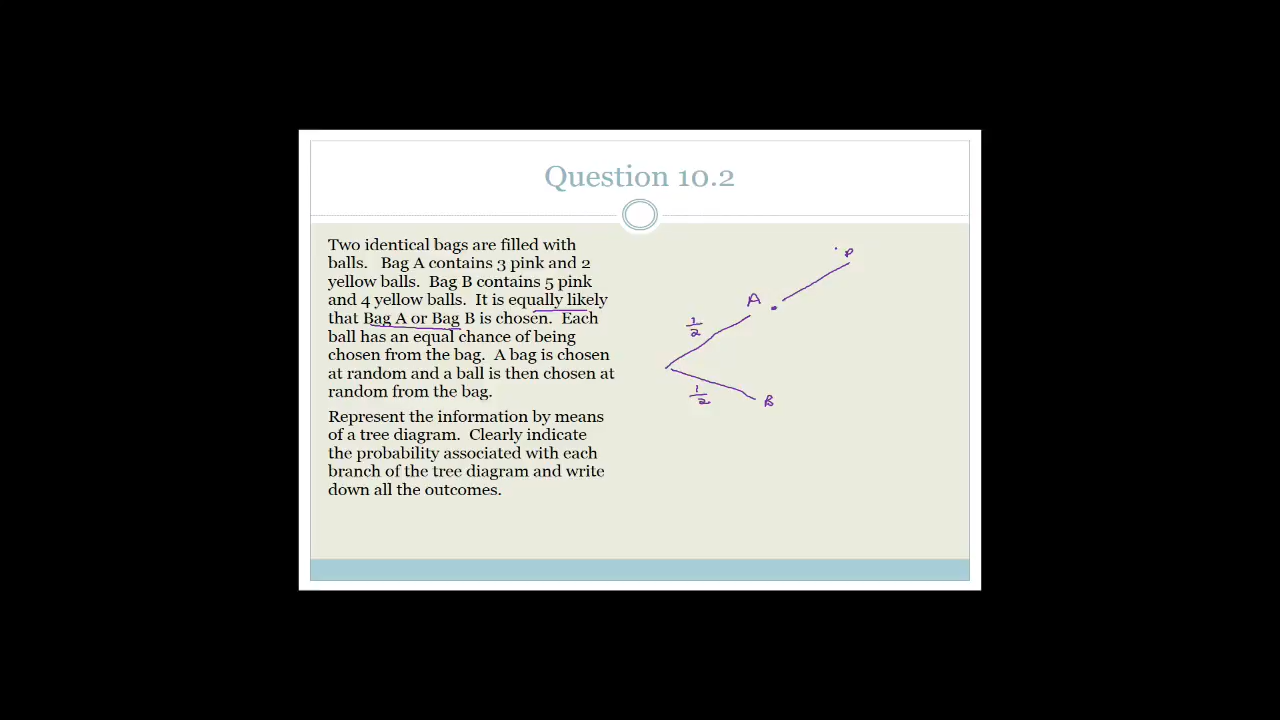 Question 10.2
Two identical bags are filled with
balls. Bag A contains 3 pink and 2
yellow balls. Bag B contains 5 pink
and 4 yellow balls. It is equally likely
that Bag A or Bag B is chosen. Each
ball has an equal chance of being
chosen from the bag. A bag is chosen
at random and a ball is then chosen at
random from the bag.
Represent the information by means
of a tree diagram. Clearly indicate
the probability associated with each
branch of the tree diagram and write
down all the outcomes.
P
A
1/2
1/2
B